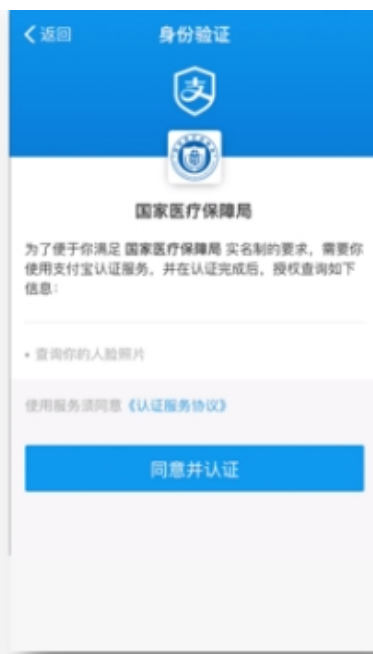 返回 身份验证
支
国家医疗保障局
为了便于你满足 国家医疗保障局 实名制的要求，需要你
使用支付宝认证服务，并在认证完成后，授权查询如下
信息：
• 查询你的人脸照片
使用服务须同意《认证服务协议》
同意并认证